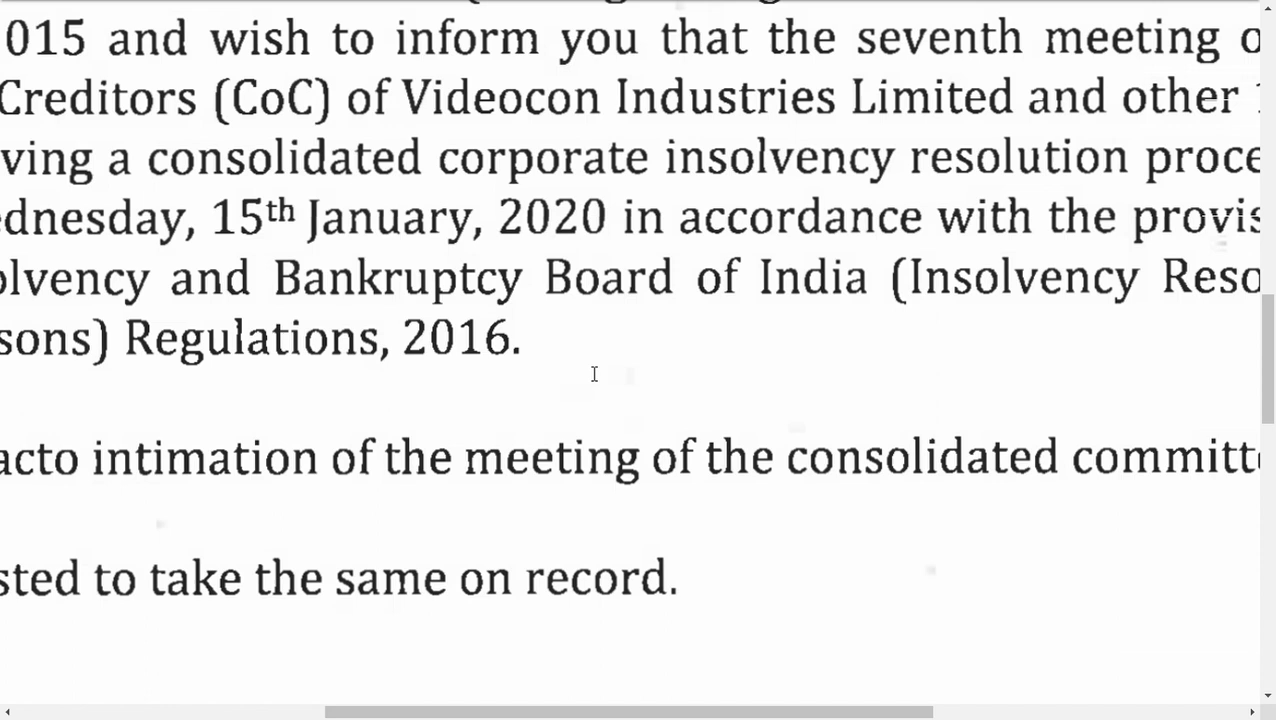 015 and wish to inform you that the seventh meeting o
Creditors (CoC) of Videocon Industries Limited and other
ving a consolidated corporate insolvency resolution proce
dnesday, 15th January, 2020 in accordance with the provis
olvency and Bankruptcy Board of India (Insolvency Reso
sons) Regulations, 2016.
acto intimation of the meeting of the consolidated committe
sted to take the same on record.